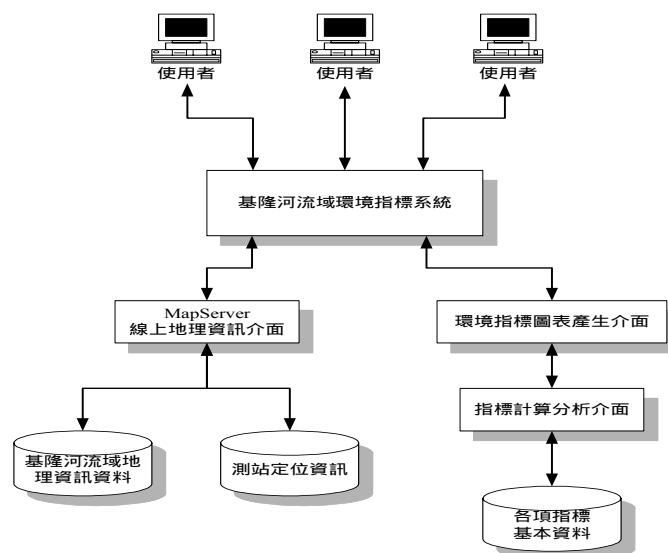 使用者
使用者
使用者
基隆河流域環境指標系統
MapServer
線上地理資訊介面
環境指標圖表產生介面
指標計算分析介面
基隆河流域地
理資訊資料
測站定位資訊
各項指標
基本資料